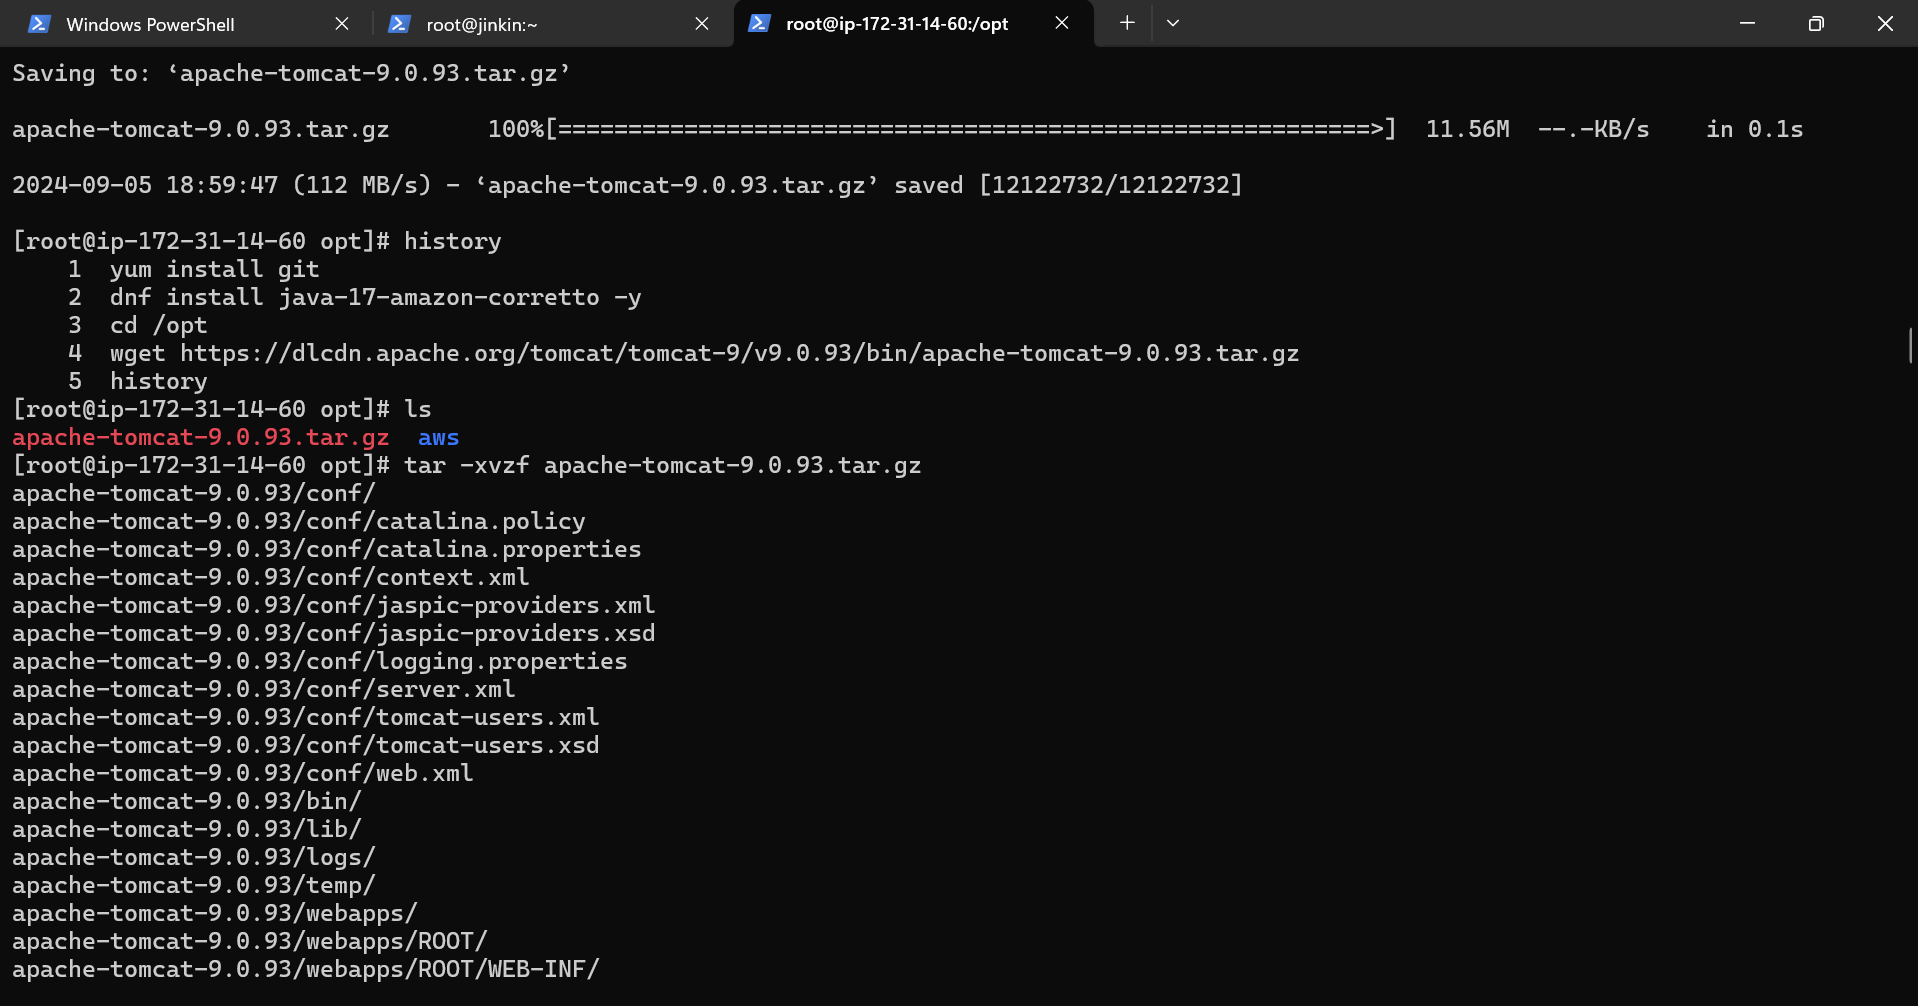 Windows PowerShell
root@jinkin:~
root@ip-172-31-14-60:/opt
Saving to: ‘apache-tomcat-9.0.93.tar.gz’
apache-tomcat-9.0.93.tar.gz 100%[==========================================================>] 11.56M --.-KB/s in 0.1s
2024-09-05 18:59:47 (112 MB/s) - ‘apache-tomcat-9.0.93.tar.gz’ saved [12122732/12122732]
[root@ip-172-31-14-60 opt]# history
1 yum install git
2 dnf install java-17-amazon-corretto -y
3 cd /opt
4 wget https://dlcdn.apache.org/tomcat/tomcat-9/v9.0.93/bin/apache-tomcat-9.0.93.tar.gz
5 history
[root@ip-172-31-14-60 opt]# ls
apache-tomcat-9.0.93.tar.gz aws
[root@ip-172-31-14-60 opt]# tar -xvzf apache-tomcat-9.0.93.tar.gz
apache-tomcat-9.0.93/conf/
apache-tomcat-9.0.93/conf/catalina.policy
apache-tomcat-9.0.93/conf/catalina.properties
apache-tomcat-9.0.93/conf/context.xml
apache-tomcat-9.0.93/conf/jaspic-providers.xml
apache-tomcat-9.0.93/conf/jaspic-providers.xsd
apache-tomcat-9.0.93/conf/logging.properties
apache-tomcat-9.0.93/conf/server.xml
apache-tomcat-9.0.93/conf/tomcat-users.xml
apache-tomcat-9.0.93/conf/tomcat-users.xsd
apache-tomcat-9.0.93/conf/web.xml
apache-tomcat-9.0.93/bin/
apache-tomcat-9.0.93/lib/
apache-tomcat-9.0.93/logs/
apache-tomcat-9.0.93/temp/
apache-tomcat-9.0.93/webapps/
apache-tomcat-9.0.93/webapps/ROOT/
apache-tomcat-9.0.93/webapps/ROOT/WEB-INF/